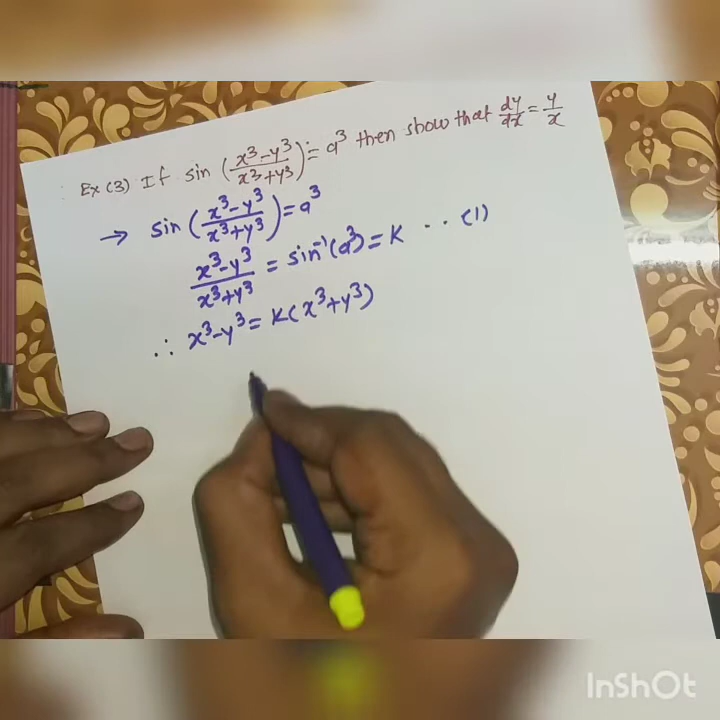 Ex (3) If sin (x³-y³/x³+y³) = a³ then show that dy/dx = y/x
→ sin (x³-y³/x³+y³) = a³
x³-y³/x³+y³ = sin⁻¹(a³) = K ... (1)
∴ x³-y³ = K(x³+y³)
InShOt